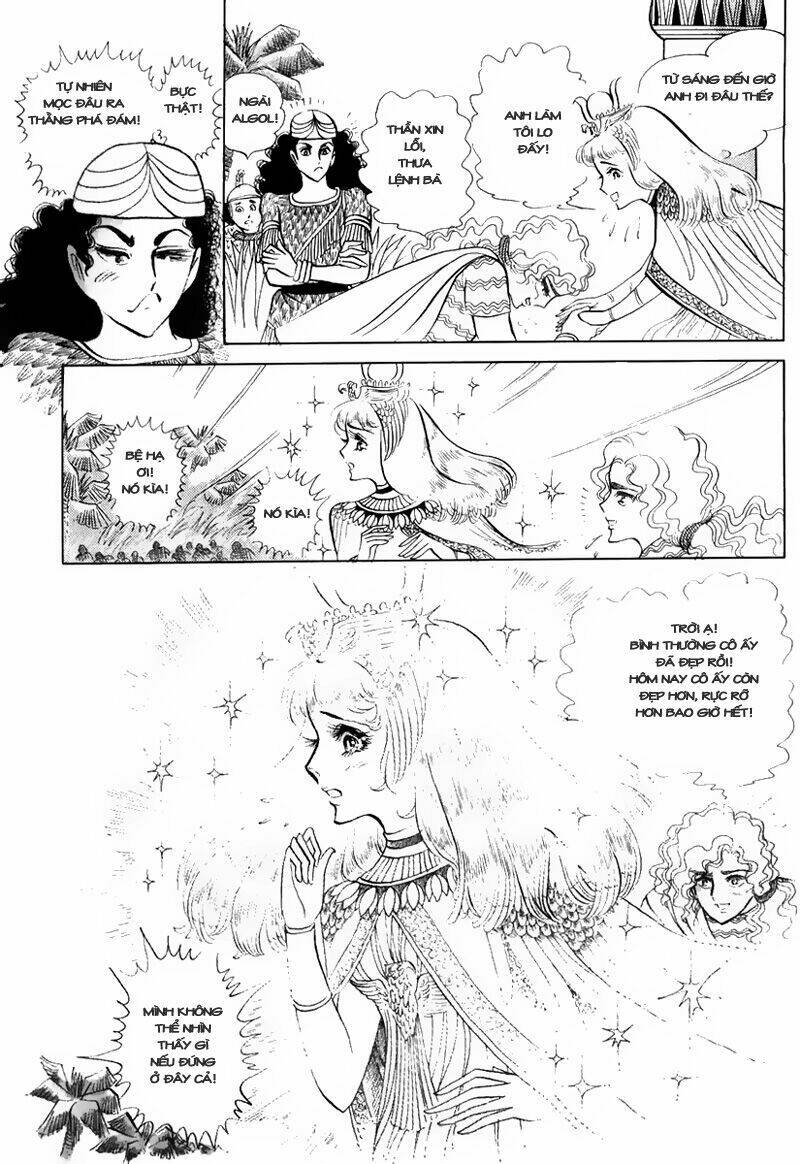 TỪ SÁNG ĐẾN GIỜ
ANH ĐI ĐÂU THẾ?
ANH LÀM
TÔI LO
ĐẤY!
THẦN XIN
LỖI,
THƯA
LỆNH BÀ
NGÀI
ALGOL!
BỰC
THẬT!
TỰ NHIÊN
MỌC ĐÂU RA
THẰNG PHÁ ĐÁM!
BỆ HẠ
ƠI!
NÓ KÌA!
NÓ KÌA!
TRỜI Ạ!
BÌNH THƯỜNG CÔ ẤY
ĐÃ ĐẸP RỒI!
HÔM NAY CÔ ẤY CÒN
ĐẸP HƠN, RỰC RỠ
HƠN BAO GIỜ HẾT!
MÌNH KHÔNG
THỂ NHÌN
THẤY GÌ
NẾU ĐỨNG
Ở ĐÂY CẢ!